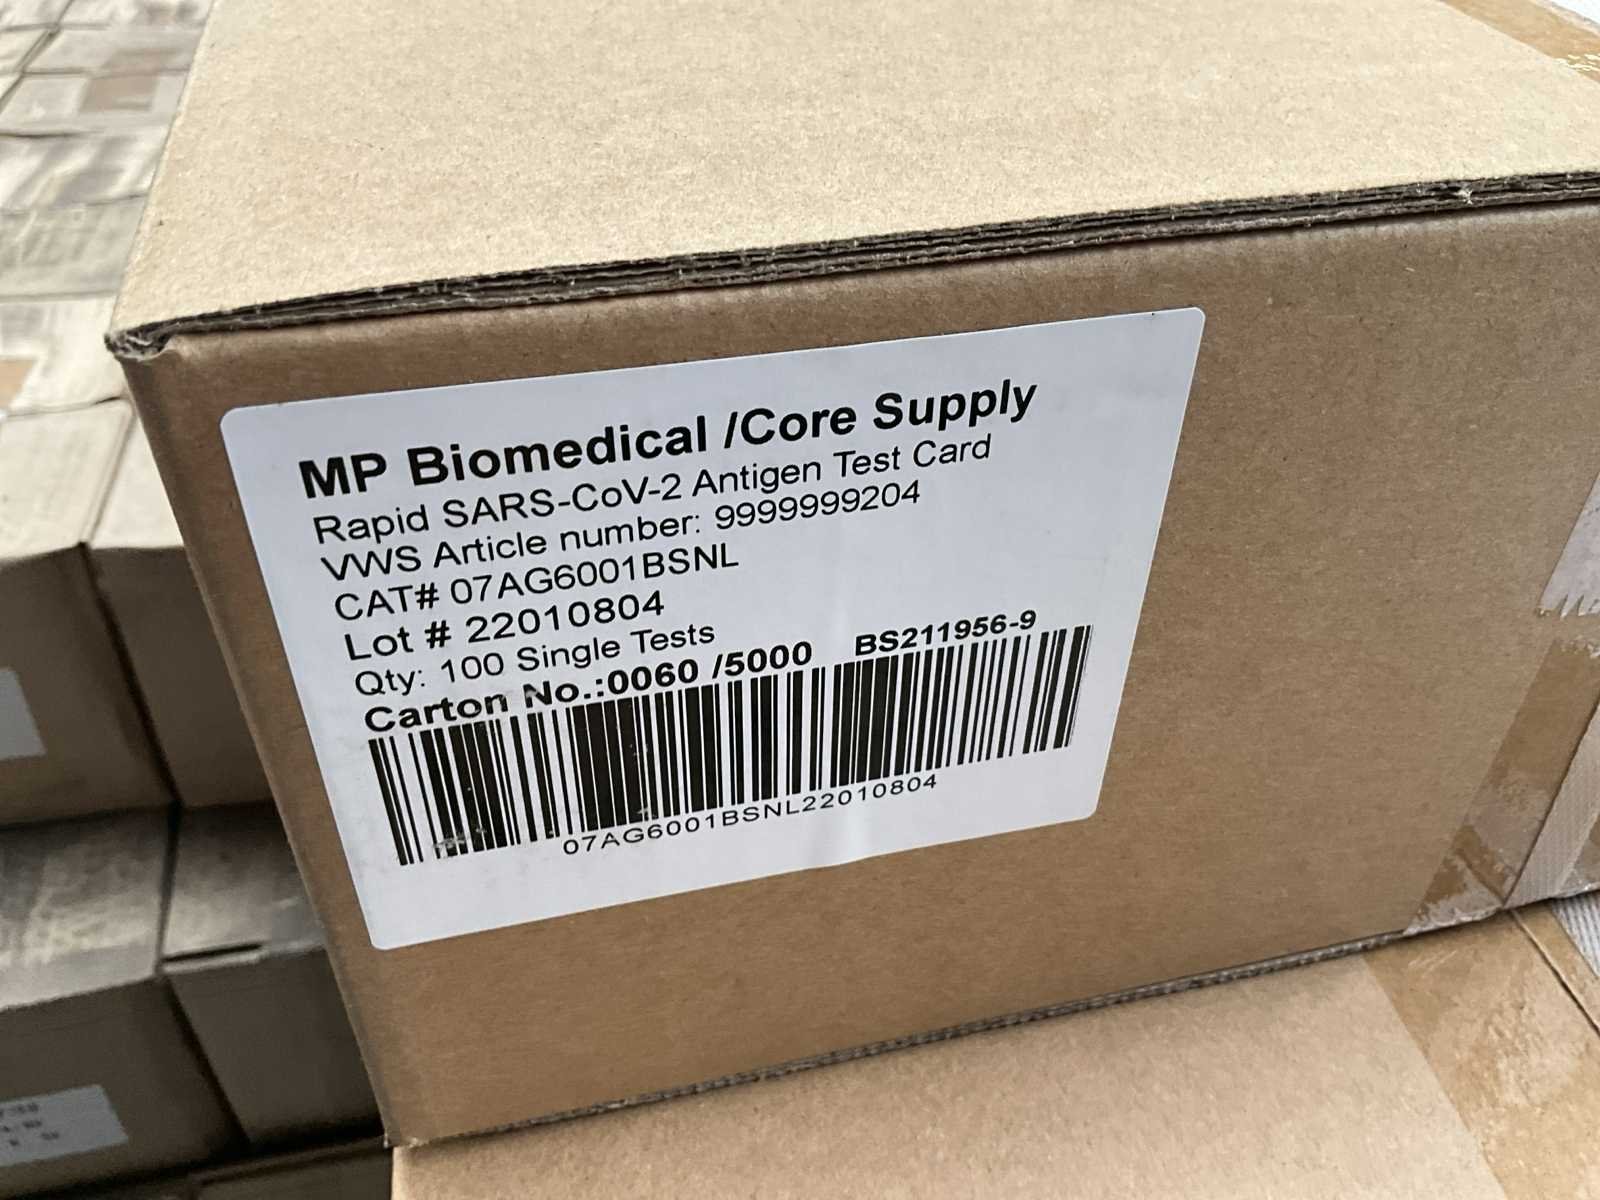 MP Biomedical /Core Supply
Rapid SARS-CoV-2 Antigen Test Card
VWS Article number: 9999999204
CAT# 07AG6001BSNL
Lot # 22010804
Qty: 100 Single Tests
Carton No.:0060 /5000 BS211956-9
07AG6001BSNL22010804